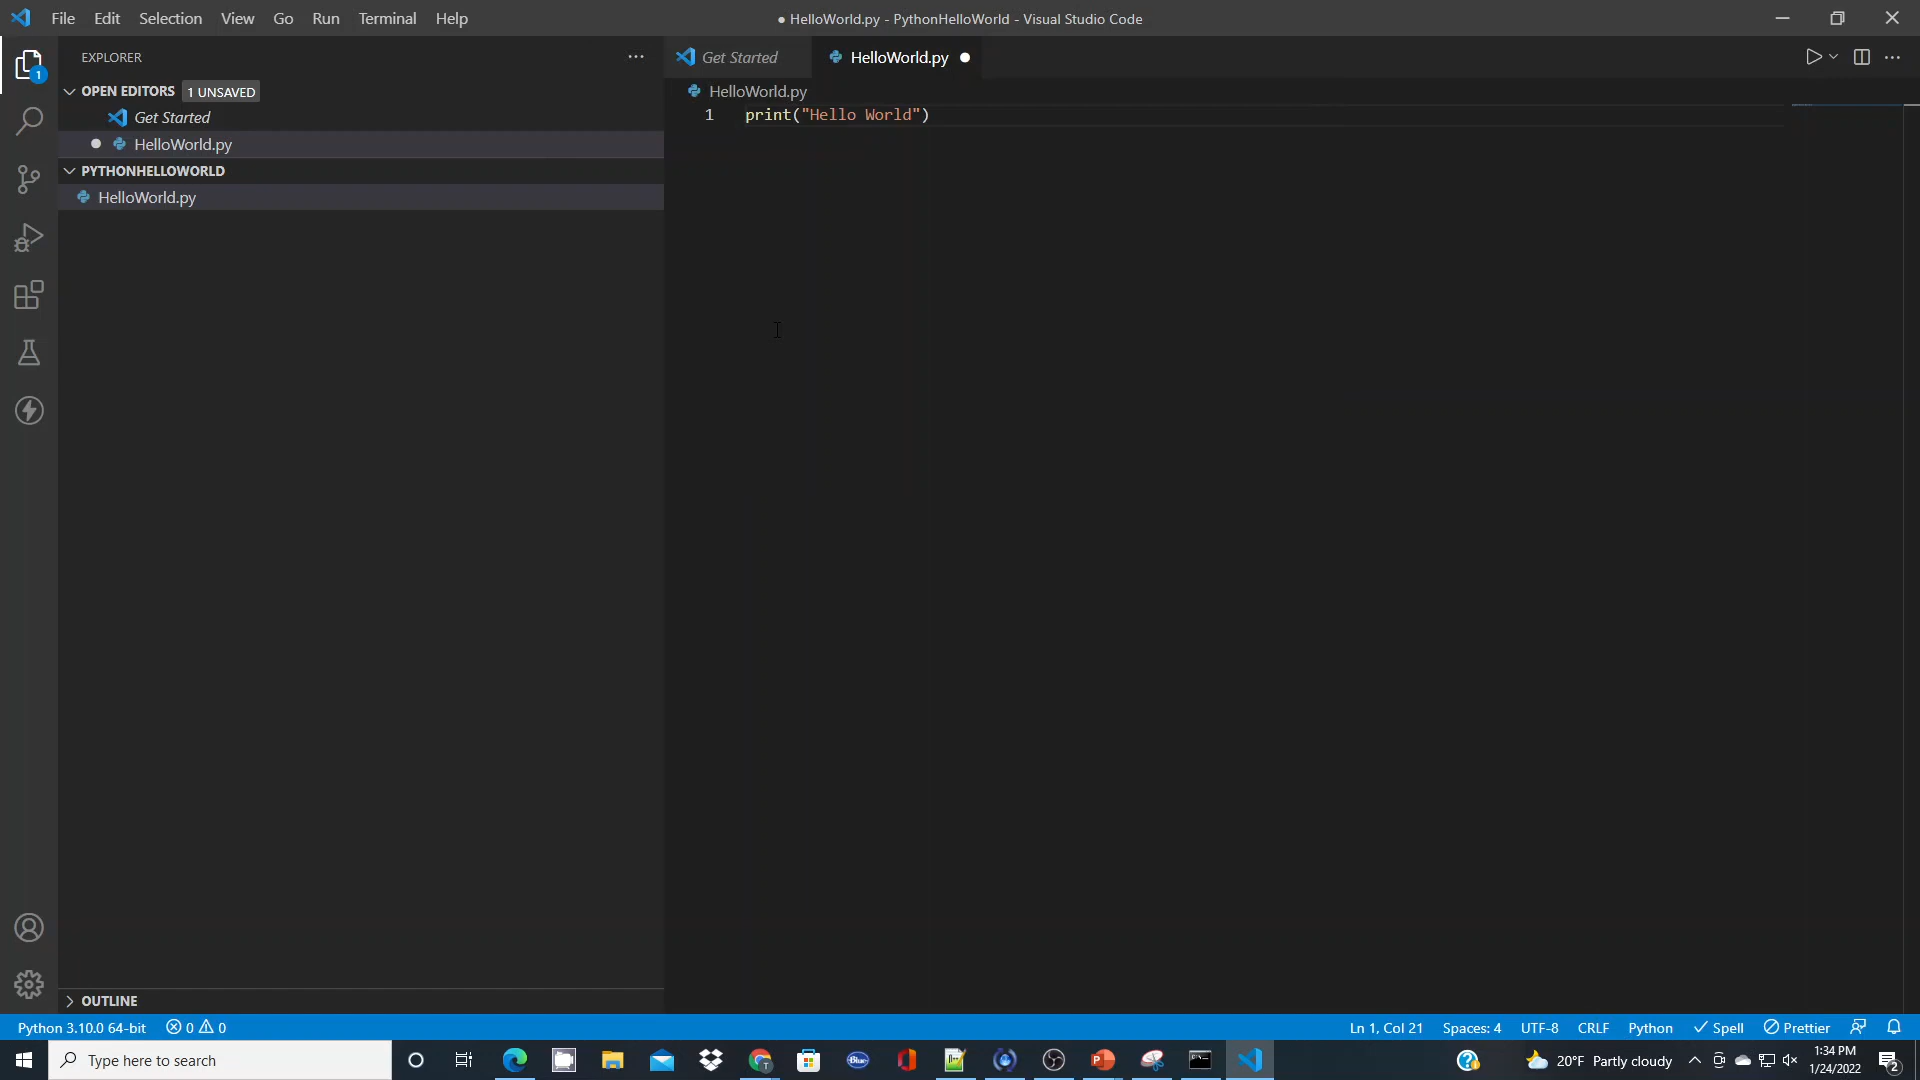 File Edit Selection View Go Run Terminal Help
● HelloWorld.py - PythonHelloWorld - Visual Studio Code
EXPLORER
Get Started
HelloWorld.py
1
OPEN EDITORS
1 UNSAVED
HelloWorld.py
Get Started
1 print("Hello World")
HelloWorld.py
PYTHONHELLOWORLD
HelloWorld.py
OUTLINE
Python 3.10.0 64-bit 0 0 Ln 1, Col 21 Spaces: 4 UTF-8 CRLF Python Spell Prettier
Type here to search
Blue
T
20°F Partly cloudy
1:34 PM
1/24/2022
2